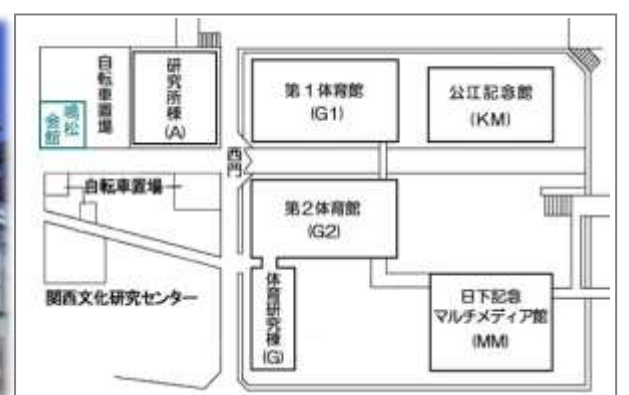 自転車置場
研究所棟
(A)
鳴松
会館
第1体育館
(G1)
公江記念館
(KM)
西門
自転車置場
第2体育館
(G2)
関西文化研究センター
体育研究棟
(G)
日下記念
マルチメディア館
(MM)